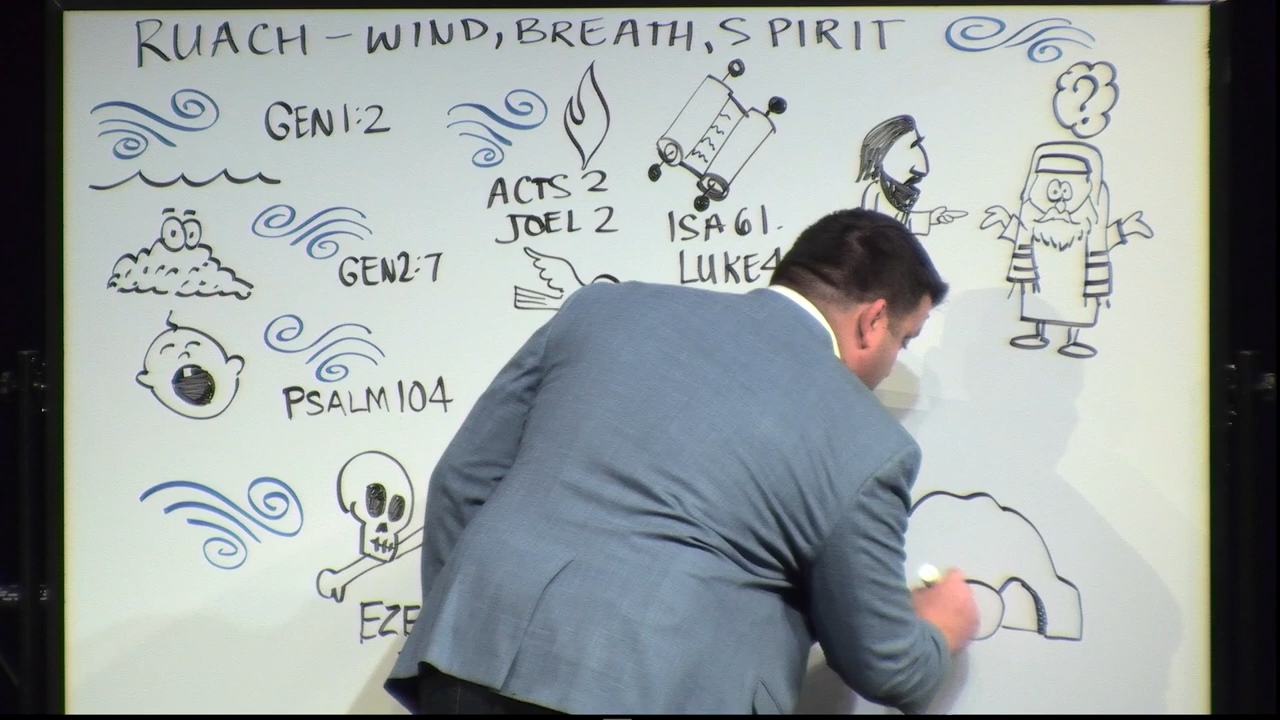 RUACH – WIND, BREATH, SPIRIT
GEN 1:2
ACTS 2
JOEL 2
ISA 61.
LUKE 4
?
GEN 2:7
PSALM 104
EZE